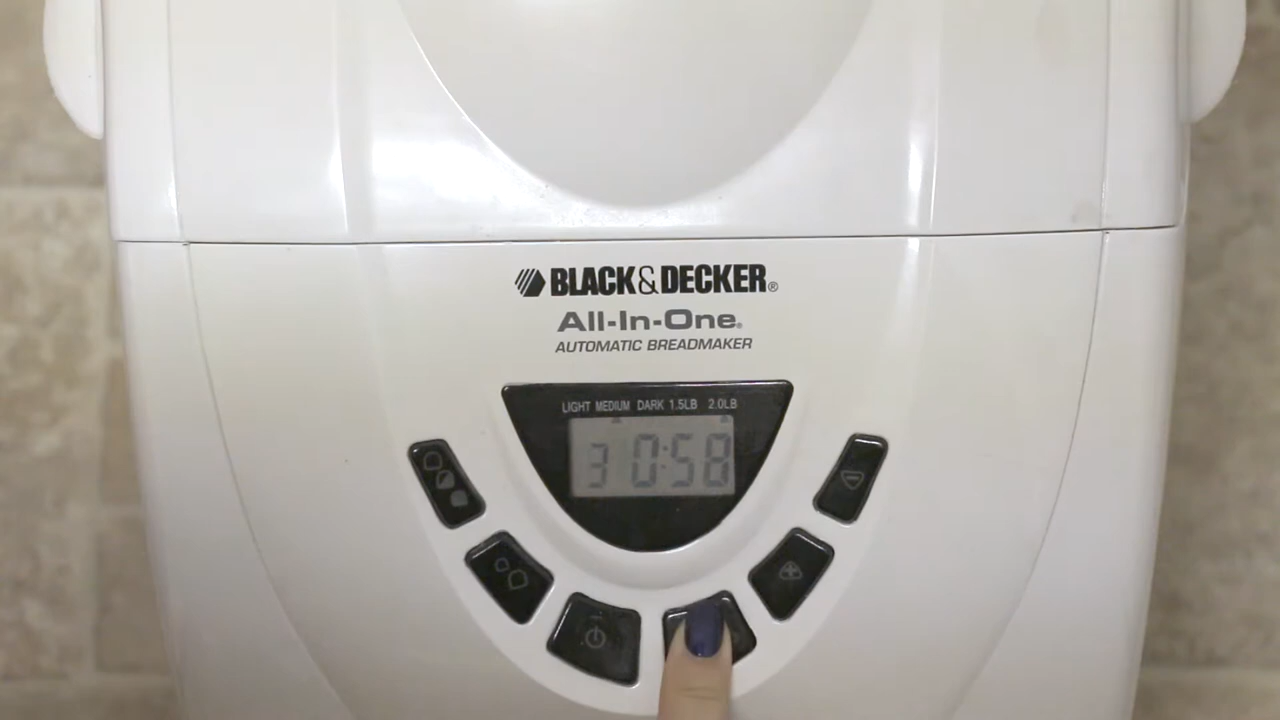 BLACK&DECKER®
All-In-One®
AUTOMATIC BREADMAKER
LIGHT MEDIUM DARK 1.5LB 2.0LB
3 0:58